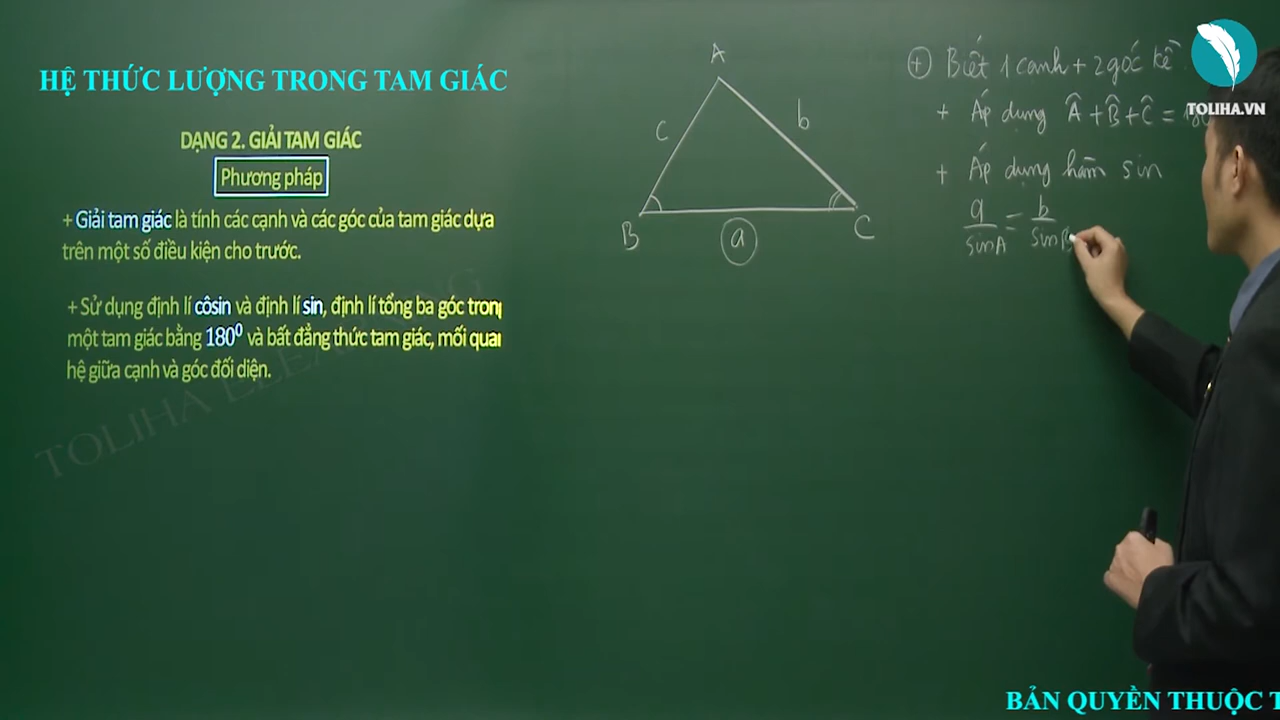 HỆ THỨC LƯỢNG TRONG TAM GIÁC
DẠNG 2. GIẢI TAM GIÁC
Phương pháp
+ Giải tam giác là tính các cạnh và các góc của tam giác dựa
trên một số điều kiện cho trước.
+ Sử dụng định lí côsin và định lí sin, định lí tổng ba góc tron
một tam giác bằng 180⁰ và bất đẳng thức tam giác, mối qua
hệ giữa cạnh và góc đối diện.
TOLIHA ELEARNING
A
c
b
B
a
C
+ Biết 1 cạnh + 2 góc kề
+ Áp dụng Â + B̂ + Ĉ =
+ Áp dụng hàm sin
a/sinA = b/sinB
TOLIHA.VN
BẢN QUYỀN THUỘC T